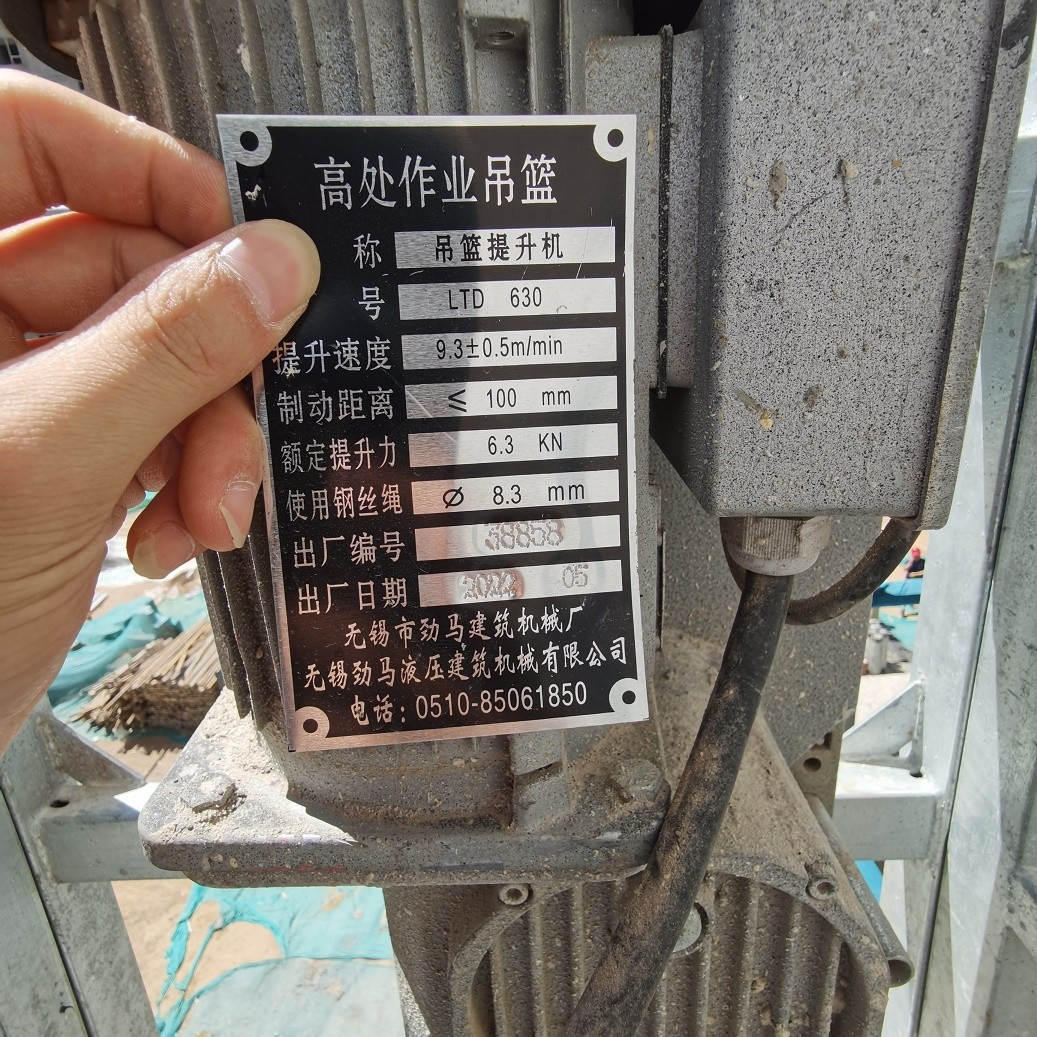 高处作业吊篮
称 吊篮提升机
号 LTD 630
提升速度 9.3±0.5m/min
制动距离 ≤ 100 mm
额定提升力 6.3 KN
使用钢丝绳 ∅ 8.3 mm
出厂编号 38858
出厂日期 2022 05
无锡市劲马建筑机械厂
无锡劲马液压建筑机械有限公司
电话:0510-85061850